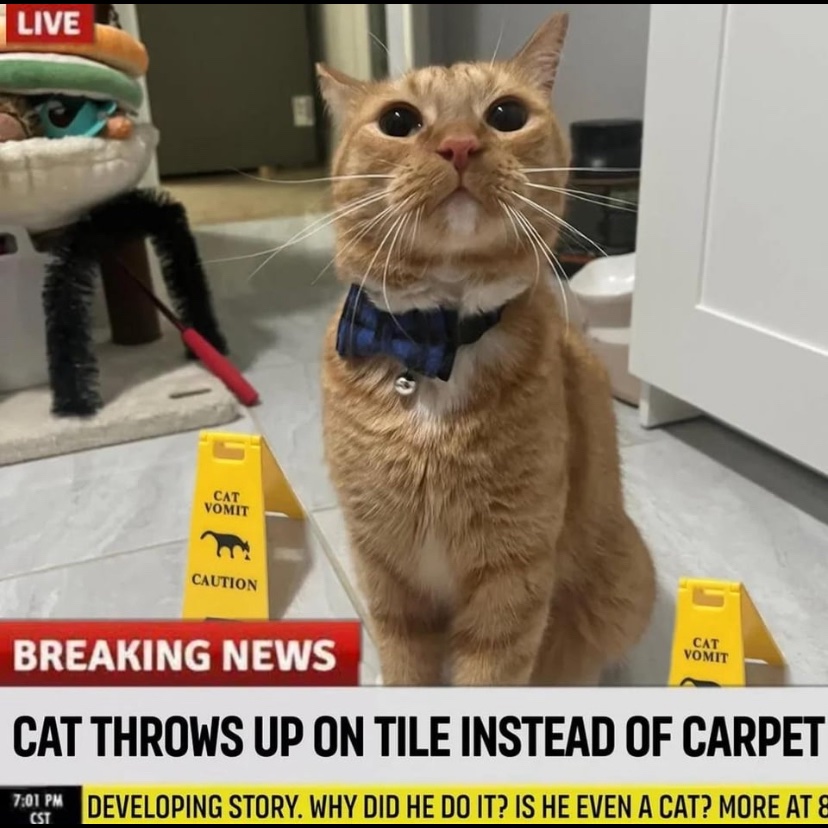 LIVE
CAT
VOMIT
CAUTION
CAT
VOMIT
BREAKING NEWS
CAT THROWS UP ON TILE INSTEAD OF CARPET
7:01 PM
CST
DEVELOPING STORY. WHY DID HE DO IT? IS HE EVEN A CAT? MORE AT 8